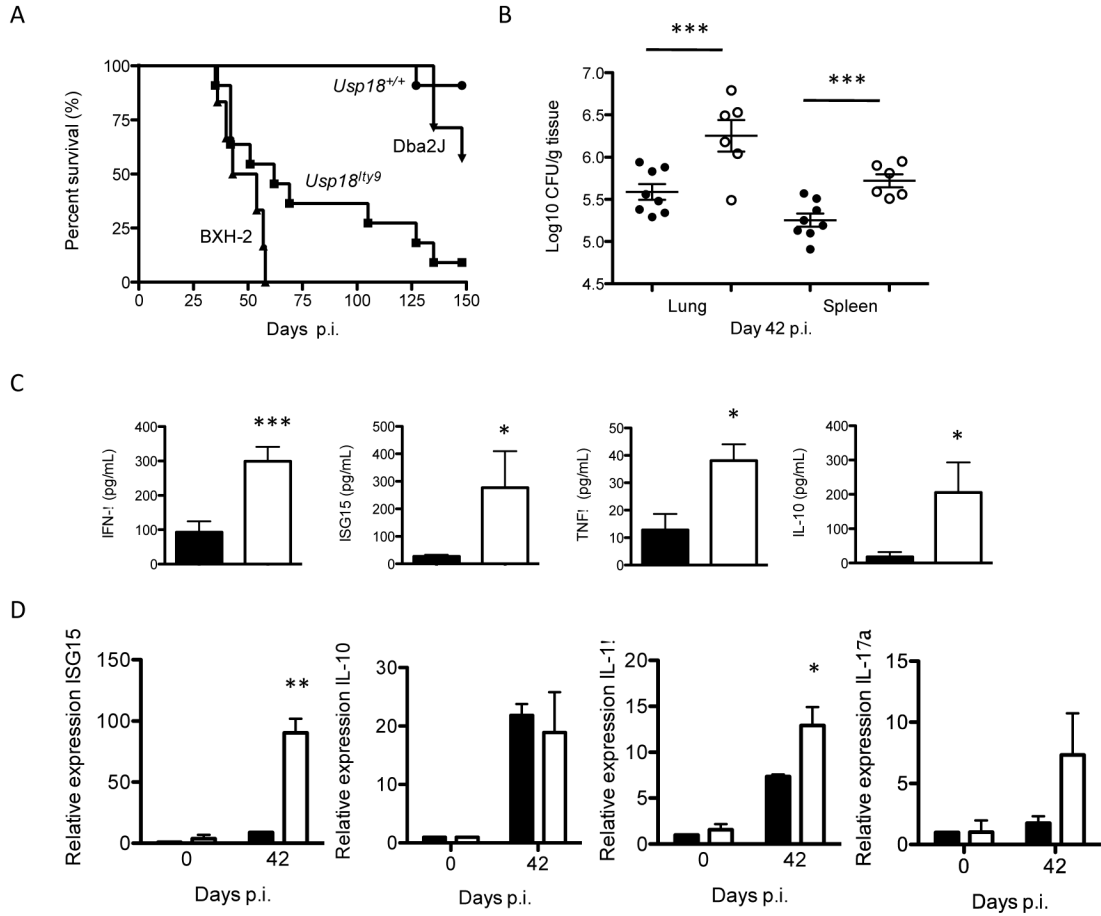 A
Percent survival (%)
100
75
50
25
0
Usp18+/+
Dba2J
Usp18lty9
BXH-2
0 25 50 75 100 125 150
Days p.i.
B
Log10 CFU/g tissue
7.0
6.5
6.0
5.5
5.0
4.5
***
***
Lung Spleen
Day 42 p.i.
C
IFN-! (pg/mL)
400
300
200
100
0
***
ISG15 (pg/mL)
500
400
300
200
100
0
*
TNF! (pg/mL)
50
40
30
20
10
0
*
IL-10 (pg/mL)
400
300
200
100
0
*
D
Relative expression ISG15
150
100
50
0
**
0 42
Days p.i.
Relative expression IL-10
30
20
10
0
0 42
Days p.i.
Relative expression IL-1!
20
15
10
5
0
*
0 42
Days p.i.
Relative expression IL-17a
15
10
5
0
0 42
Days p.i.